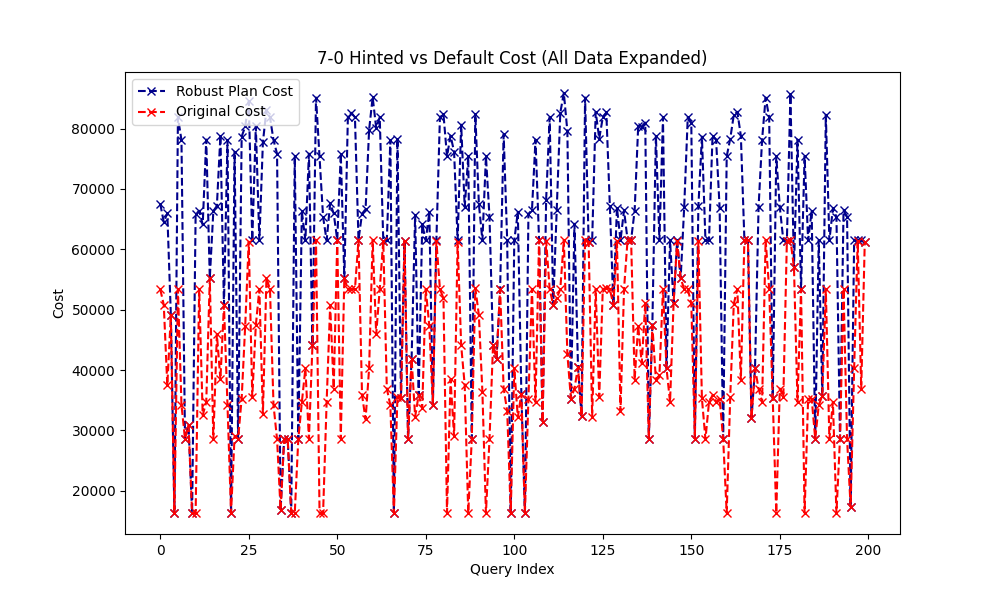 7-0 Hinted vs Default Cost (All Data Expanded)
Robust Plan Cost
Original Cost
80000
70000
60000
50000
40000
30000
20000
Cost
0 25 50 75 100 125 150 175 200
Query Index